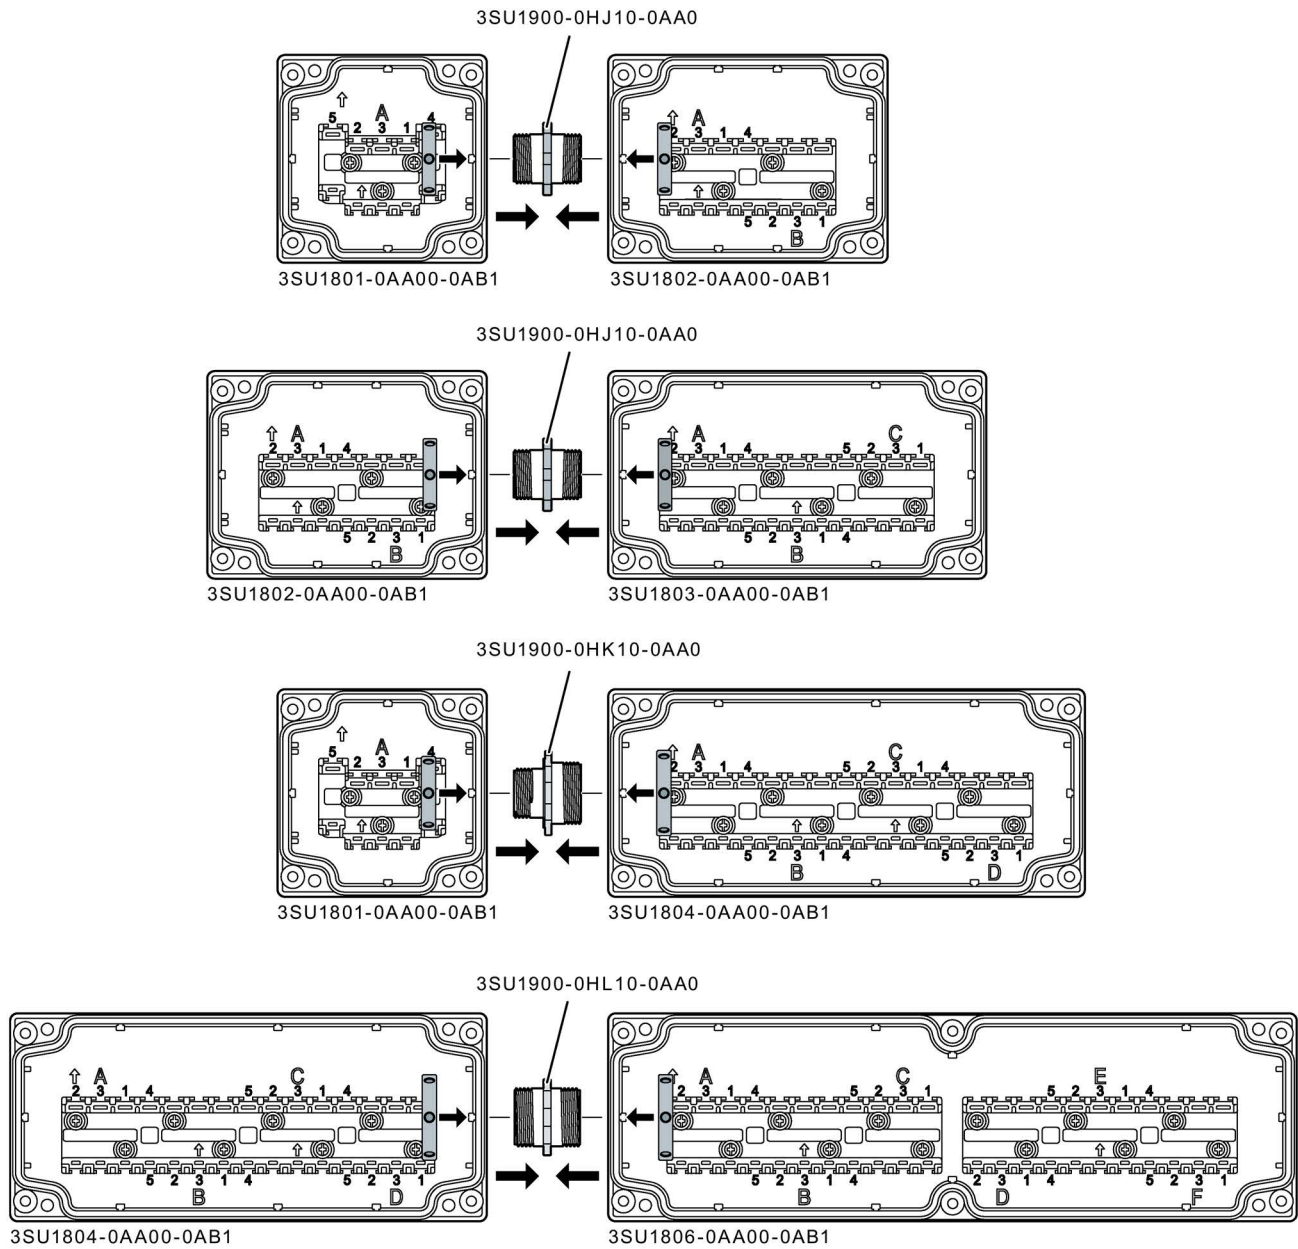 3SU1900-0HJ10-0AA0
A A
5 2 3 1 4 2 3 1 4
5 2 3 1
B
3SU1801-0AA00-0AB1 3SU1802-0AA00-0AB1
3SU1900-0HJ10-0AA0
A A C
2 3 1 4 2 3 1 4 5 2 3 1
5 2 3 1 5 2 3 1 4
B B
3SU1802-0AA00-0AB1 3SU1803-0AA00-0AB1
3SU1900-0HK10-0AA0
A A C
5 2 3 1 4 2 3 1 4 5 2 3 1 4
5 2 3 1 4 5 2 3 1
B D
3SU1801-0AA00-0AB1 3SU1804-0AA00-0AB1
3SU1900-0HL10-0AA0
A C A C E
2 3 1 4 5 2 3 1 4 2 3 1 4 5 2 3 1 5 2 3 1 4
5 2 3 1 4 5 2 3 1 5 2 3 1 4 2 3 1 4 5 2 3 1
B D B D F
3SU1804-0AA00-0AB1 3SU1806-0AA00-0AB1